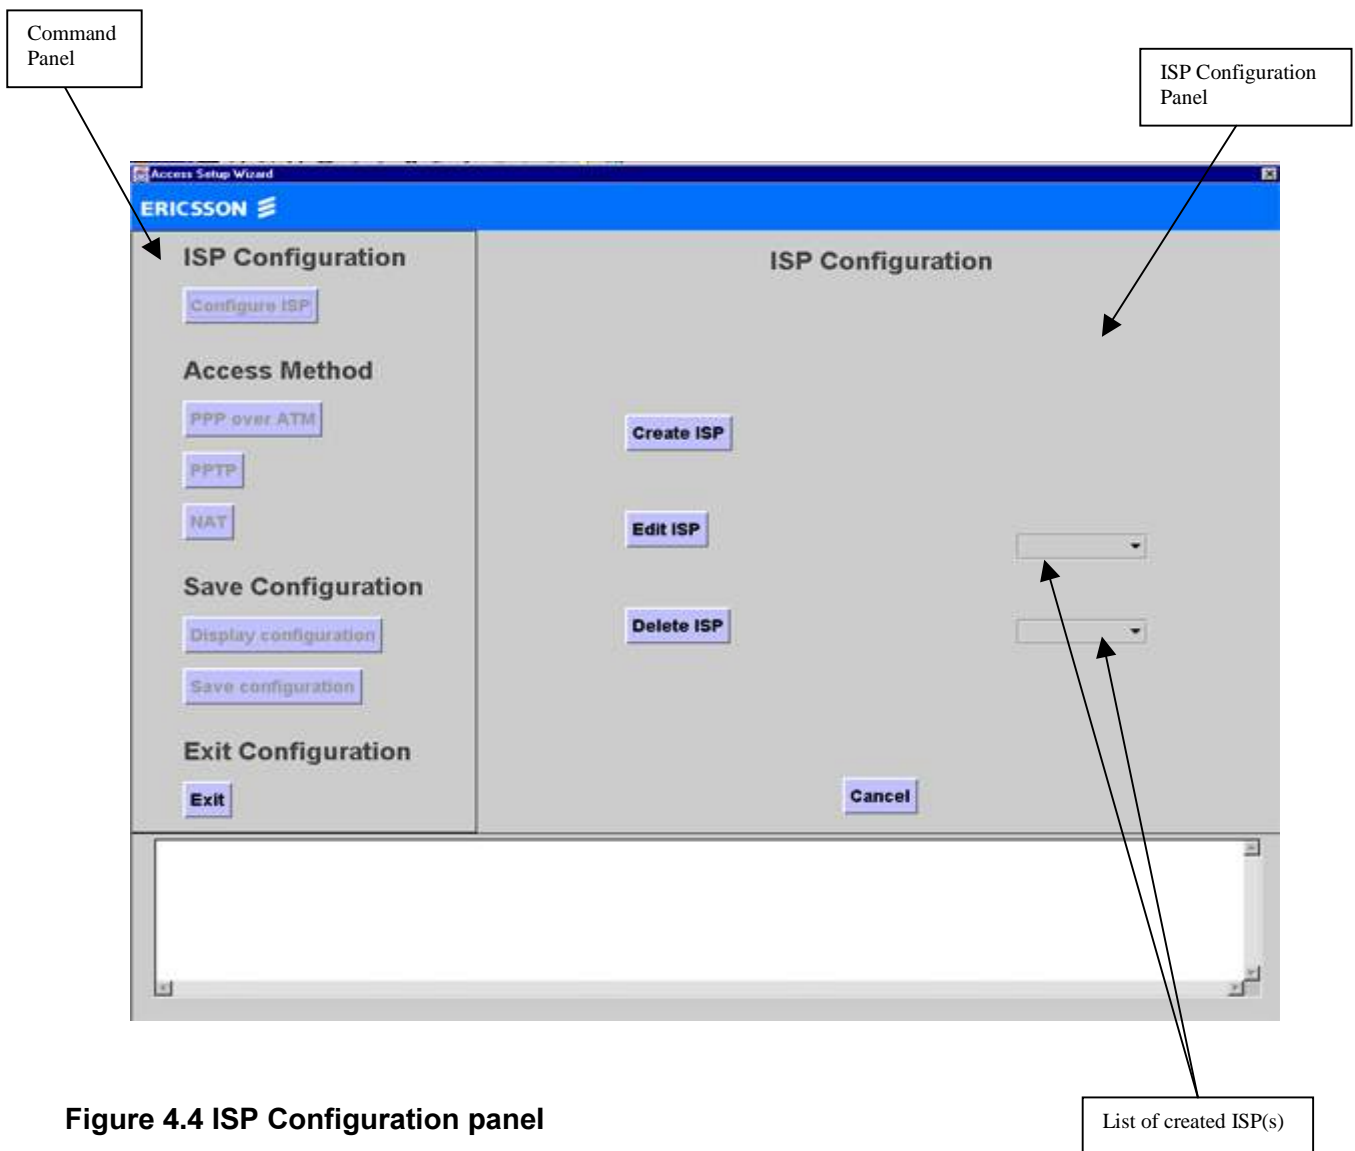 Command
Panel
ISP Configuration
Panel
Access Setup Wizard
ERICSSON
ISP Configuration
Configure ISP
Access Method
PPP over ATM
PPTP
NAT
Save Configuration
Display configuration
Save configuration
Exit Configuration
Exit
ISP Configuration
Create ISP
Edit ISP
Delete ISP
Cancel
List of created ISP(s)
Figure 4.4 ISP Configuration panel